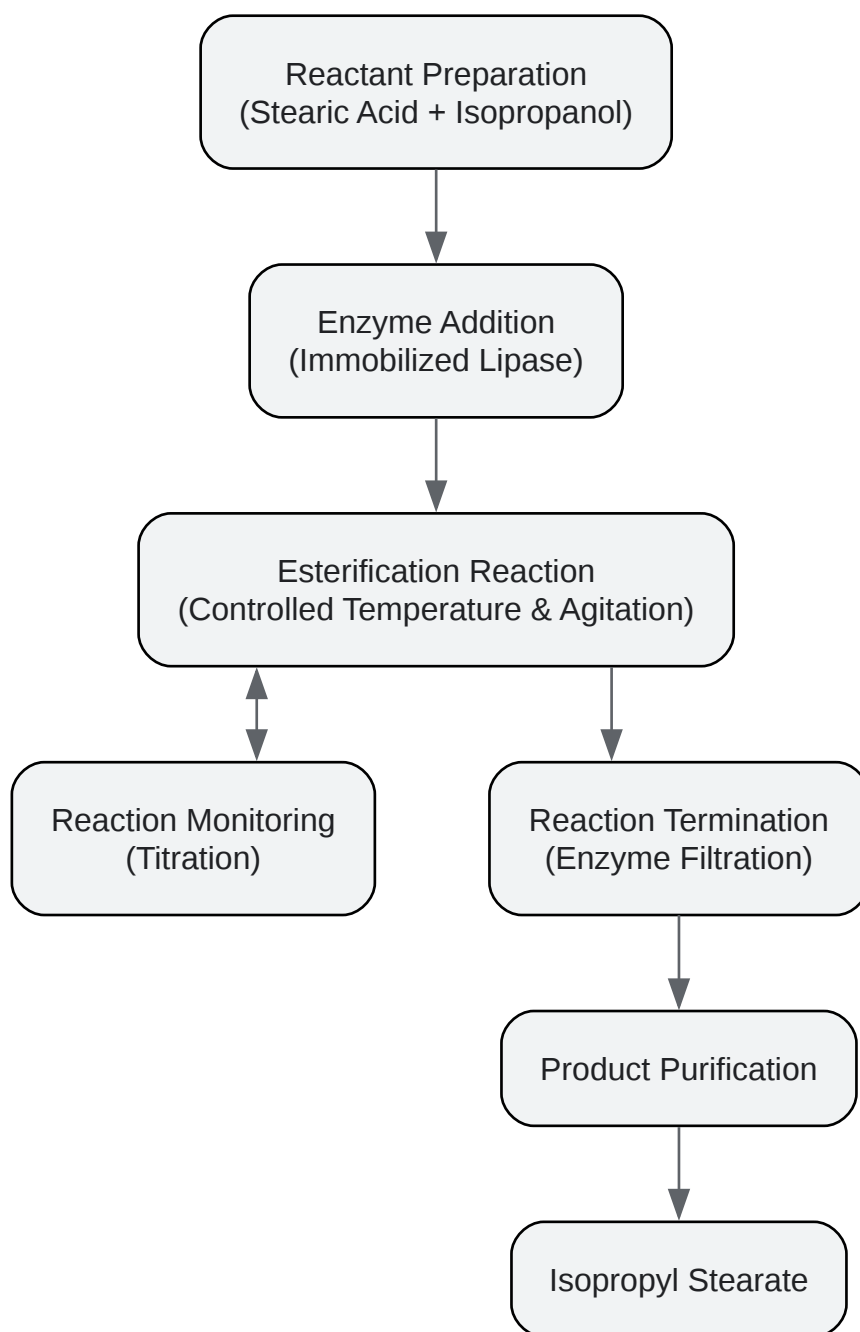 Reactant Preparation
(Stearic Acid + Isopropanol)
Enzyme Addition
(Immobilized Lipase)
Esterification Reaction
(Controlled Temperature & Agitation)
Reaction Monitoring
(Titration)
Reaction Termination
(Enzyme Filtration)
Product Purification
Isopropyl Stearate